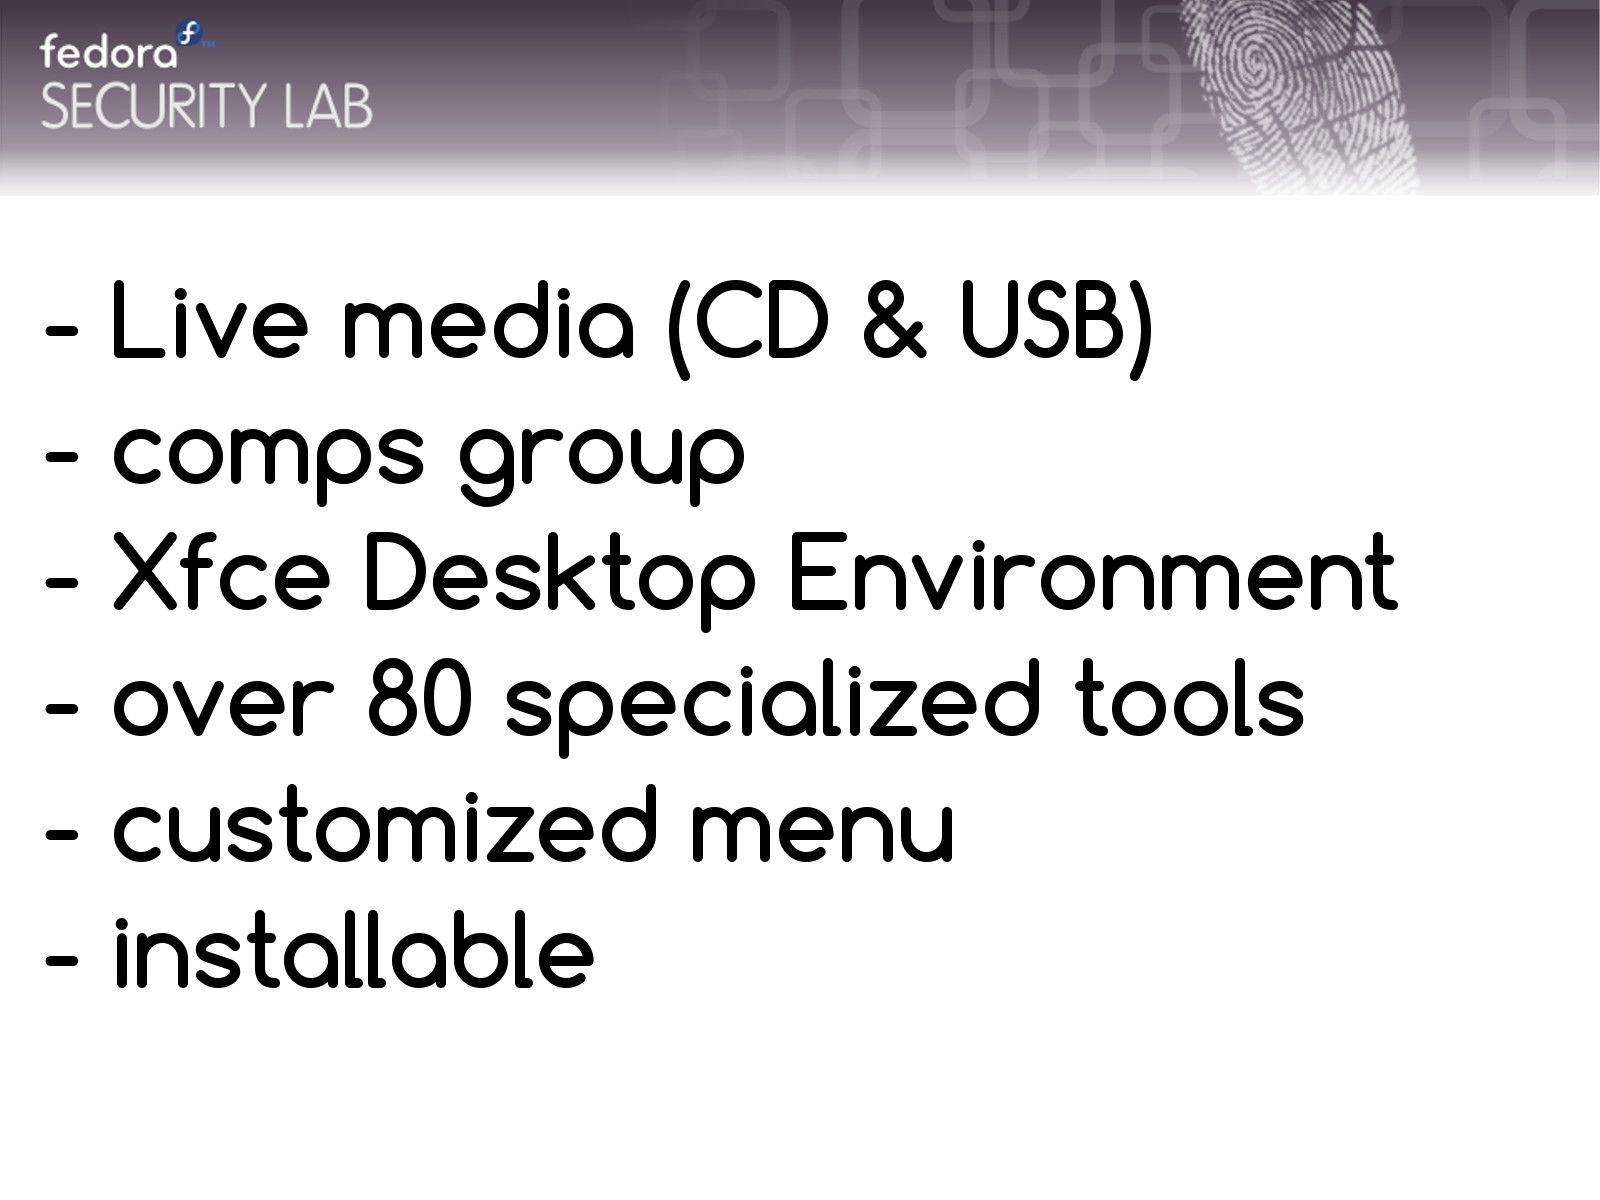 fedora™
SECURITY LAB
- Live media (CD & USB)
- comps group
- Xfce Desktop Environment
- over 80 specialized tools
- customized menu
- installable